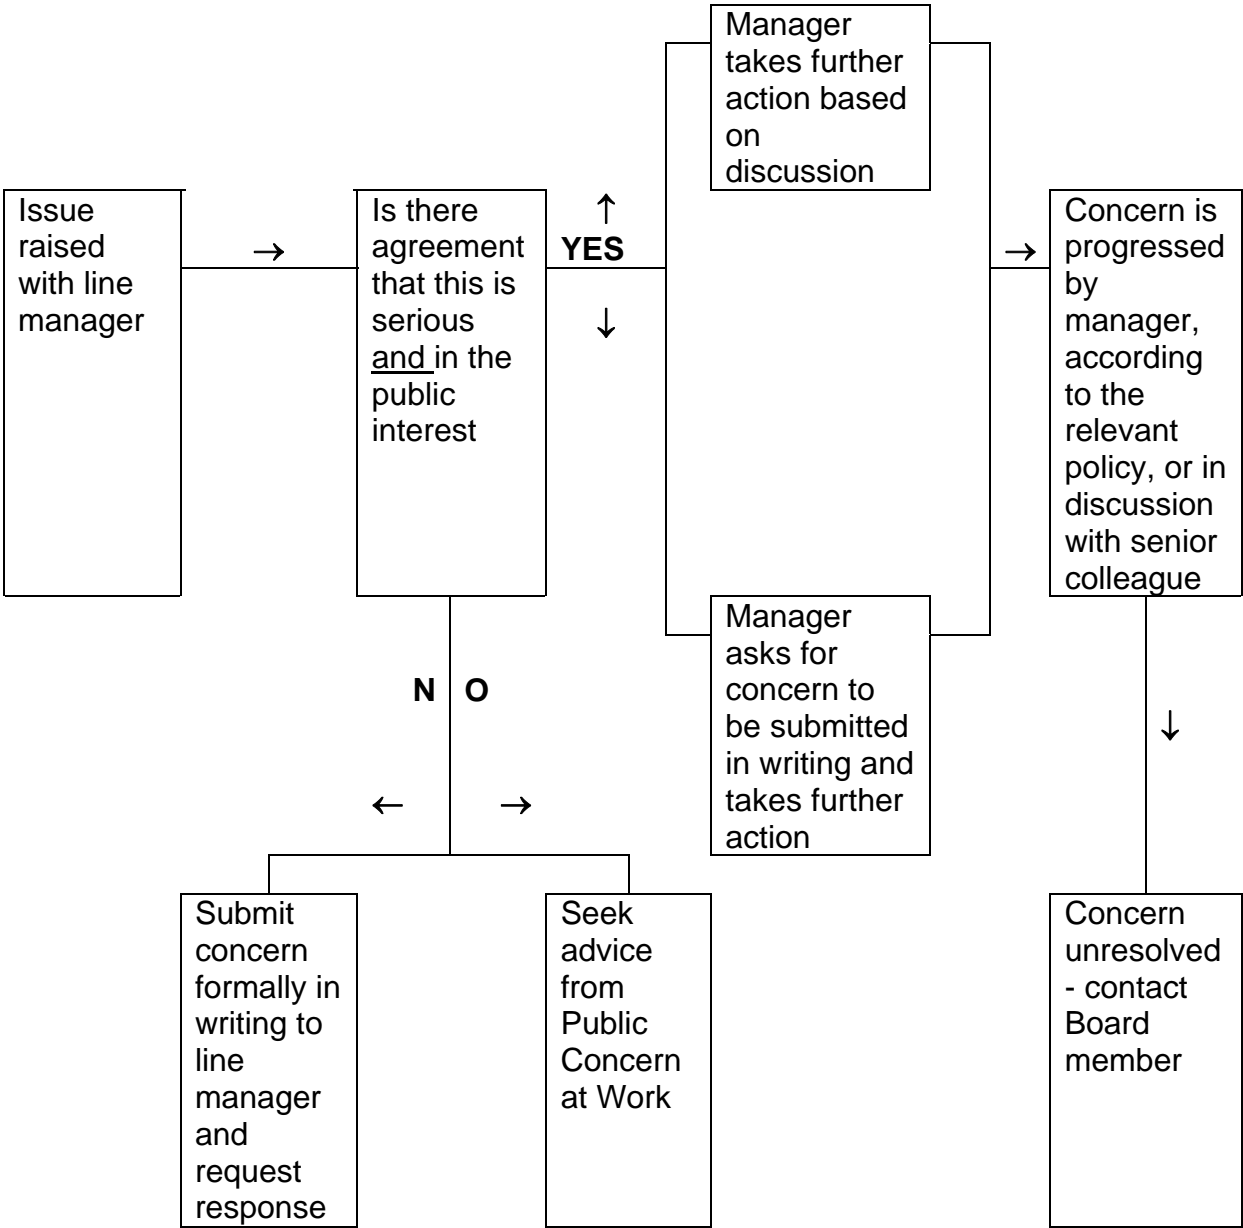 Manager
takes further
action based
on
discussion
Issue
raised
with line
manager
→
Is there
agreement
that this is
serious
and in the
public
interest
↑
YES
↓
→
Concern is
progressed
by
manager,
according
to the
relevant
policy, or in
discussion
with senior
colleague
Manager
asks for
concern to
be submitted
in writing and
takes further
action
N O
← →
↓
Submit
concern
formally in
writing to
line
manager
and
request
response
Seek
advice
from
Public
Concern
at Work
Concern
unresolved
- contact
Board
member